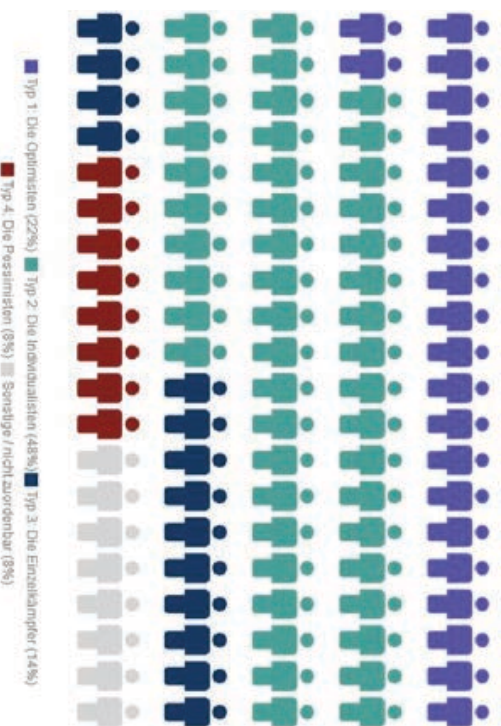 Typ 1: Die Optimisten (22%) Typ 2: Die Individualisten (48%) Typ 3: Die Einzelkämpfer (14%)
Typ 4: Die Pessimisten (8%) Sonstige / nicht zuordenbar (8%)